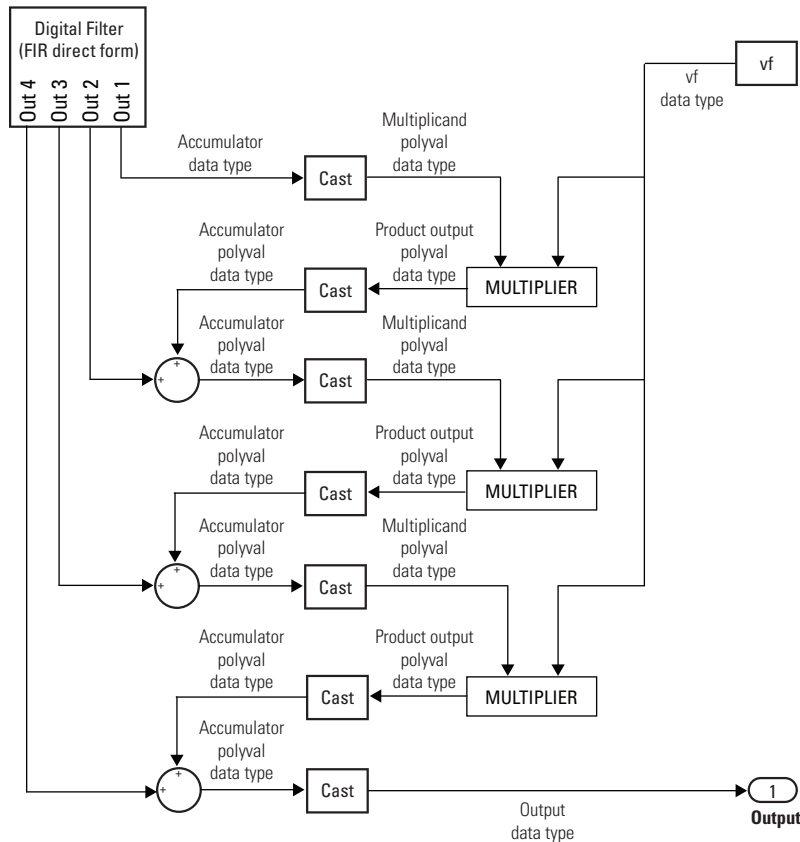 Digital Filter
(FIR direct form)
Out 4
Out 3
Out 2
Out 1
vf
vf
data type
Accumulator
data type
Cast
Multiplicand
polyval
data type
Accumulator
polyval
data type
Cast
Product output
polyval
data type
MULTIPLIER
+
+
Accumulator
polyval
data type
Cast
Multiplicand
polyval
data type
Accumulator
polyval
data type
Cast
Product output
polyval
data type
MULTIPLIER
+
+
Accumulator
polyval
data type
Cast
Multiplicand
polyval
data type
Accumulator
polyval
data type
Cast
Product output
polyval
data type
MULTIPLIER
+
+
Accumulator
polyval
data type
Cast
Output
data type
1
Output